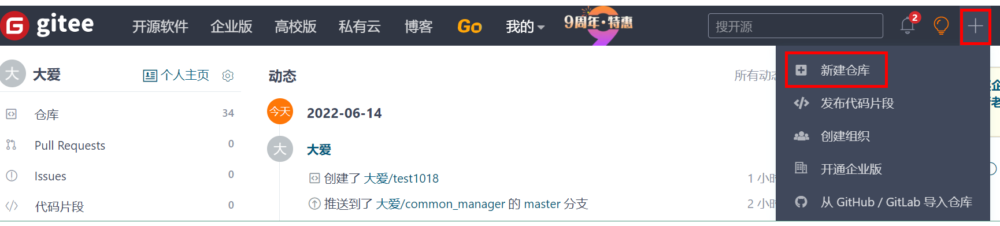 gitee 开源软件 企业版 高校版 私有云 博客 Go 我的 9周年·特惠 搜开源 2
大 大爱 个人主页 动态 所有动态
新建仓库
仓库 34 今天 2022-06-14
发布代码片段
Pull Requests 0 大 大爱
创建组织
Issues 0 创建了 大爱/test1018 1 小时
开通企业版
代码片段 0 推送到了 大爱/common_manager 的 master 分支 2 小时
从 GitHub / GitLab 导入仓库